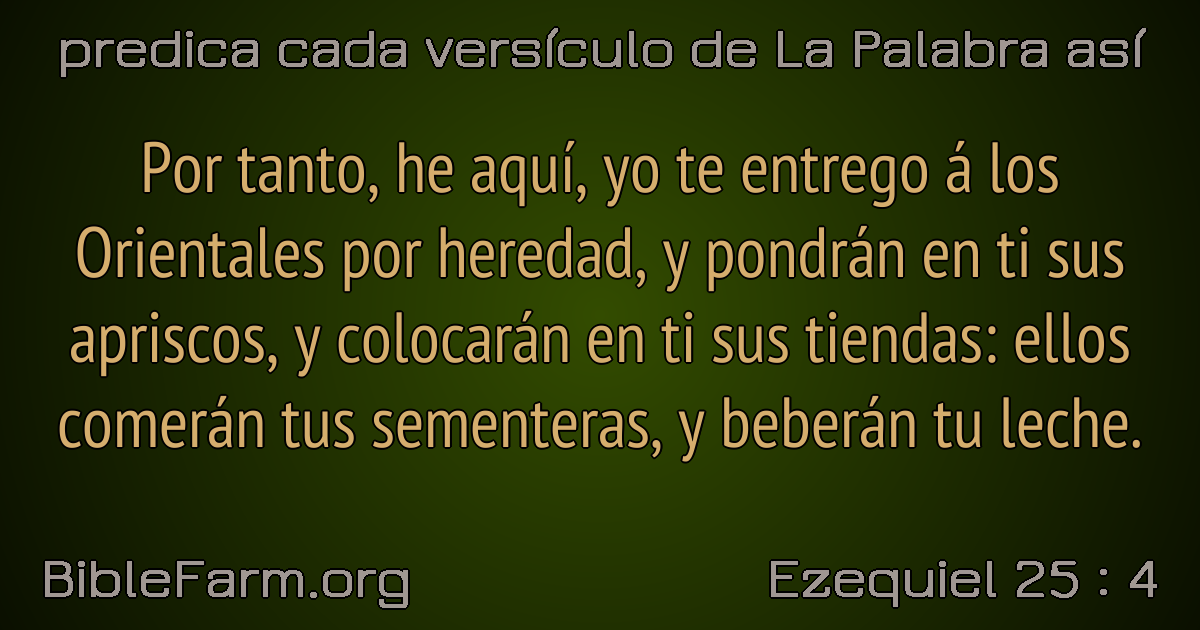 predica cada versículo de La Palabra así
Por tanto, he aquí, yo te entrego á los
Orientales por heredad, y pondrán en ti sus
apriscos, y colocarán en ti sus tiendas: ellos
comerán tus sementeras, y beberán tu leche.
BibleFarm.org
Ezequiel 25 : 4